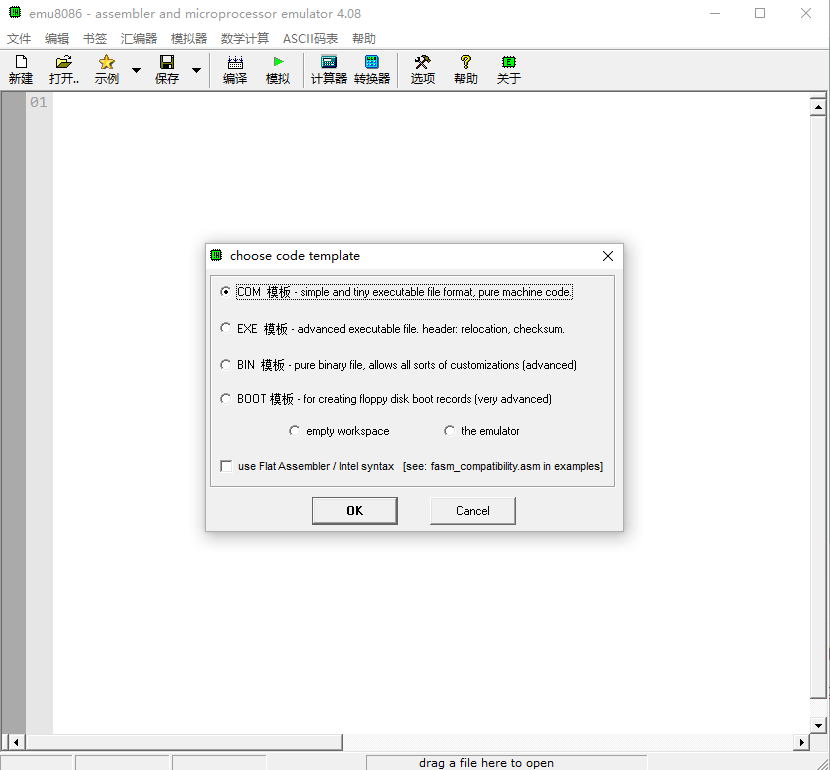 emu8086 - assembler and microprocessor emulator 4.08
文件 编辑 书签 汇编器 模拟器 数学计算 ASCII码表 帮助
新建 打开.. 示例 保存 编译 模拟 计算器 转换器 选项 帮助 关于
01
choose code template
COM 模板 - simple and tiny executable file format, pure machine code.
EXE 模板 - advanced executable file. header: relocation, checksum.
BIN 模板 - pure binary file, allows all sorts of customizations (advanced)
BOOT 模板 - for creating floppy disk boot records (very advanced)
empty workspace the emulator
use Flat Assembler / Intel syntax [see: fasm_compatibility.asm in examples]
OK Cancel
drag a file here to open